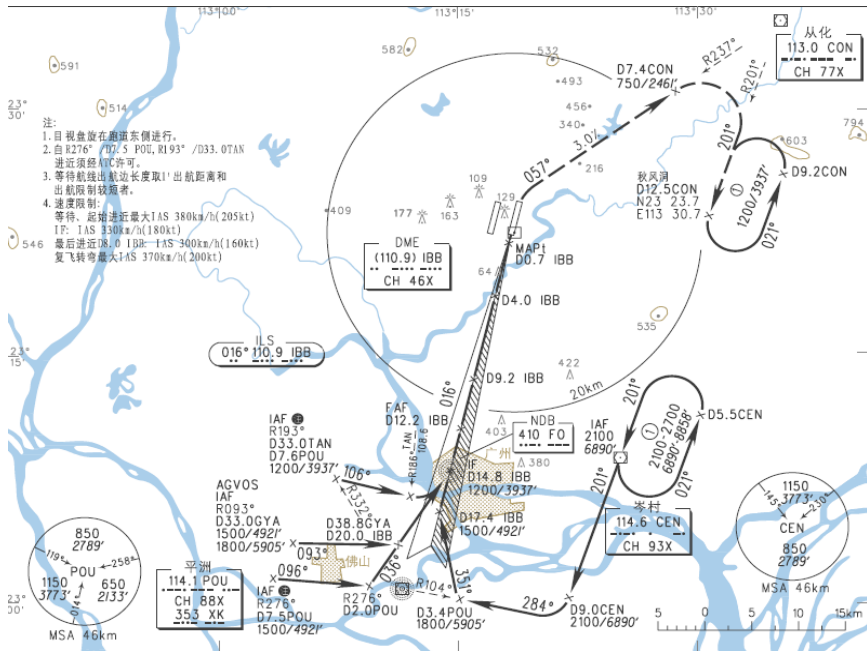 113°00′
113°15′
113°30′
591
582
532
493
514
456
340
216
794
603
546
409
23°
30′
注:
1.目视盘旋在跑道东侧进行。
2.自R276°/D7.5 POU,R193°/D33.0TAN
进近须经ATC许可。
3.等待航线出航边长度取1'出航距离和
出航限制较短者。
4.速度限制:
等待、起始进近最大IAS 380km/h(205kt)
IF: IAS 330km/h(180kt)
最后进近D8.0 IBB: IAS 300km/h(160kt)
复飞转弯最大IAS 370km/h(200kt)
D7.4CON
750/2461′
R237°
R201°
从化
113.0 CON
CH 77X
201°
①
1200/3937′
021°
D9.2CON
秋风洞
D12.5CON
N23 23.7
E113 30.7
057°
3.0%
109
129
177
163
64
DME
(110.9) IBB
CH 46X
MAPt
D0.7 IBB
D4.0 IBB
535
23°
15′
ILS
016° 110.9 IBB
016°
D9.2 IBB
422
20km
FAF
D12.2 IBB
403
NDB
410 FO
380
广州
TAN
108.6
R186°
IF
D14.8 IBB
1200/3937′
D17.4 IBB
1500/4921′
IAF
R193°
D33.0TAN
D7.6POU
1200/3937′
106°
R332°
AGVOS
IAF
R093°
D33.0GYA
1500/4921′
1800/5905′
D38.8GYA
D20.0 IBB
093°
佛山
096°
036°
IAF
R276°
D7.5POU
1500/4921′
R276°
D2.0POU
R104°
351°
D3.4POU
1800/5905′
284°
D9.0CEN
2100/6890′
IAF
2100
6890′
201°
201°
①
2100-2700
6890′-8858′
021°
D5.5CEN
岑村
114.6 CEN
CH 93X
平洲
114.1 POU
CH 88X
353 XK
850
2789′
119°
258°
POU
1150
3773′
650
2133′
014°
MSA 46km
1150
3773′
145°
230°
CEN
850
2789′
MSA 46km
23°
00′
5 0 5 10 15km